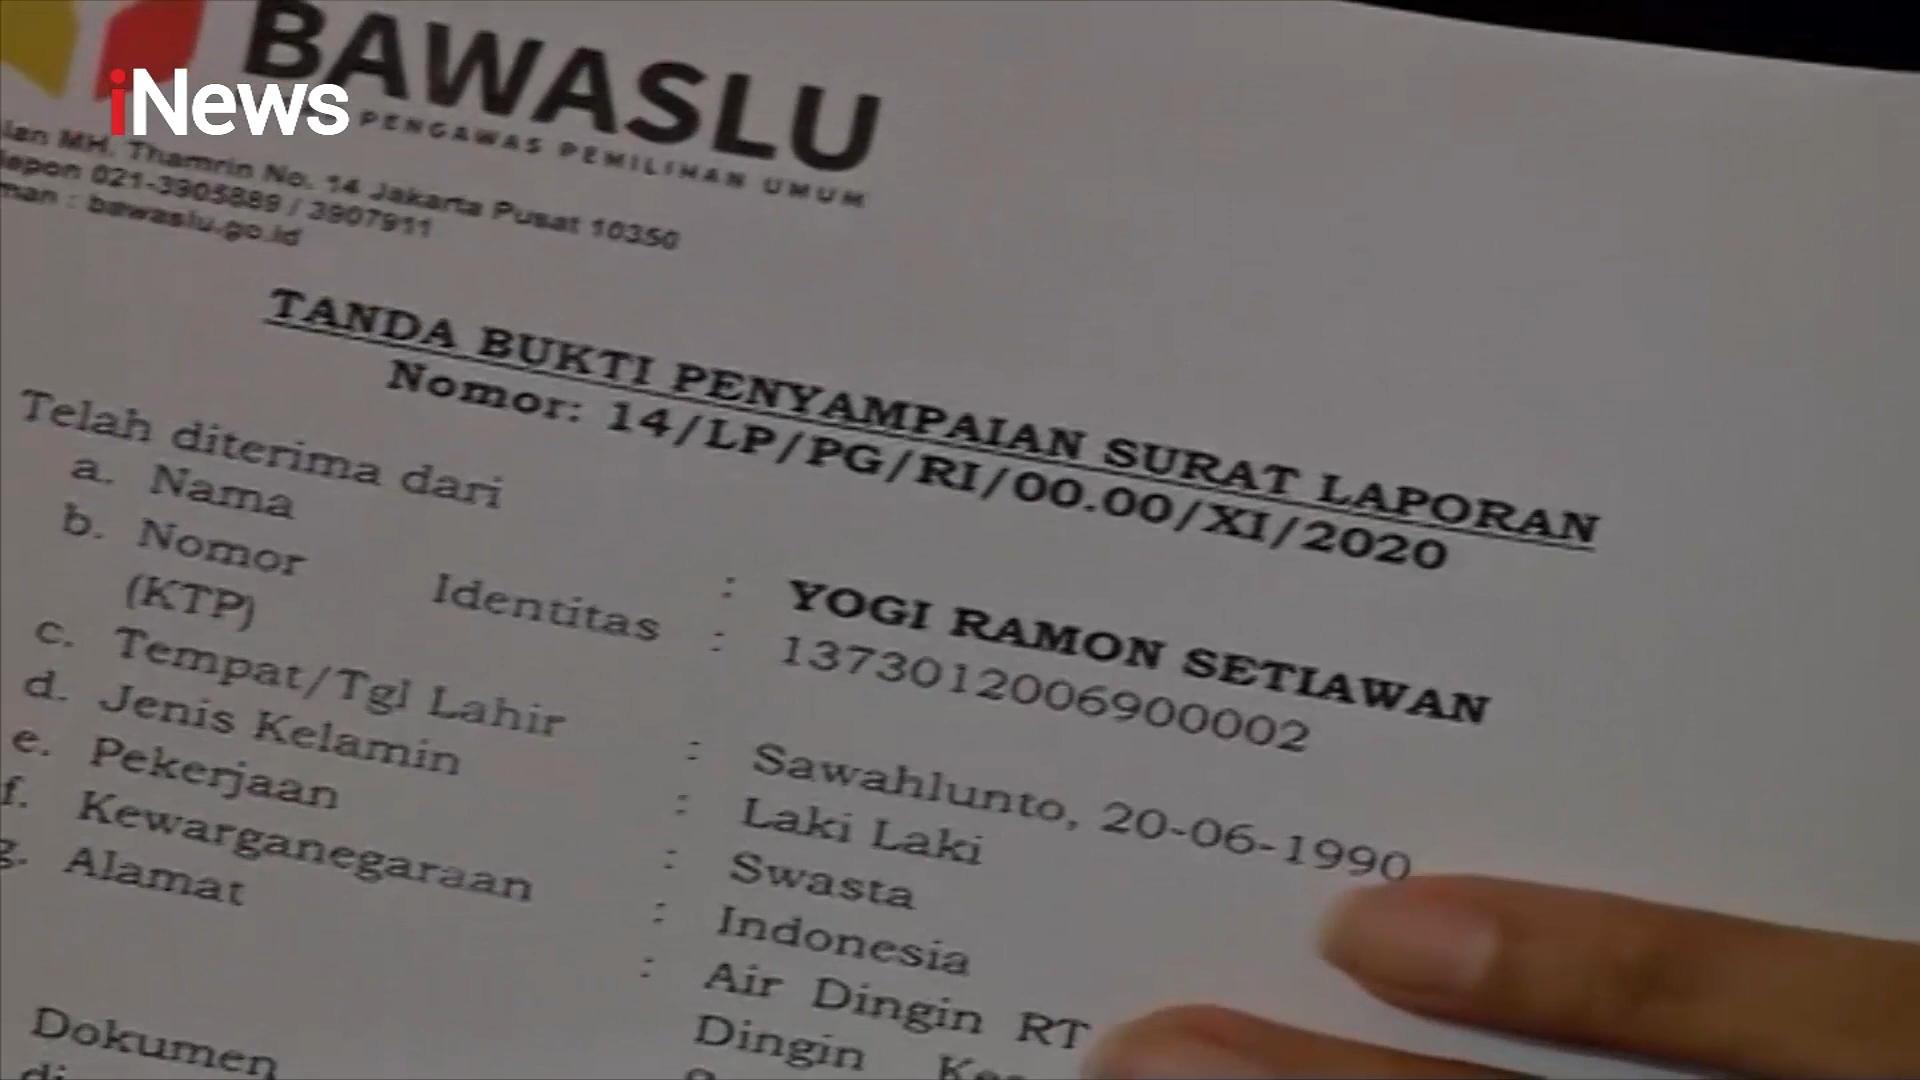 BAWASLU
iNews
PENGAWAS PEMILIHAN UMUM
MH. Thamrin No. 14 Jakarta Pusat 10350
021-3905889 / 3907911
: bawaslu.go.id
TANDA BUKTI PENYAMPAIAN SURAT LAPORAN
Nomor: 14/LP/PG/RI/00.00/XI/2020
Telah diterima dari
a. Nama : YOGI RAMON SETIAWAN
b. Nomor Identitas : 1373012006900002
(KTP)
c. Tempat/Tgl Lahir : Sawahlunto, 20-06-1990
d. Jenis Kelamin : Laki Laki
e. Pekerjaan : Swasta
f. Kewarganegaraan : Indonesia
g. Alamat : Air Dingin RT
Dingin
Dokumen